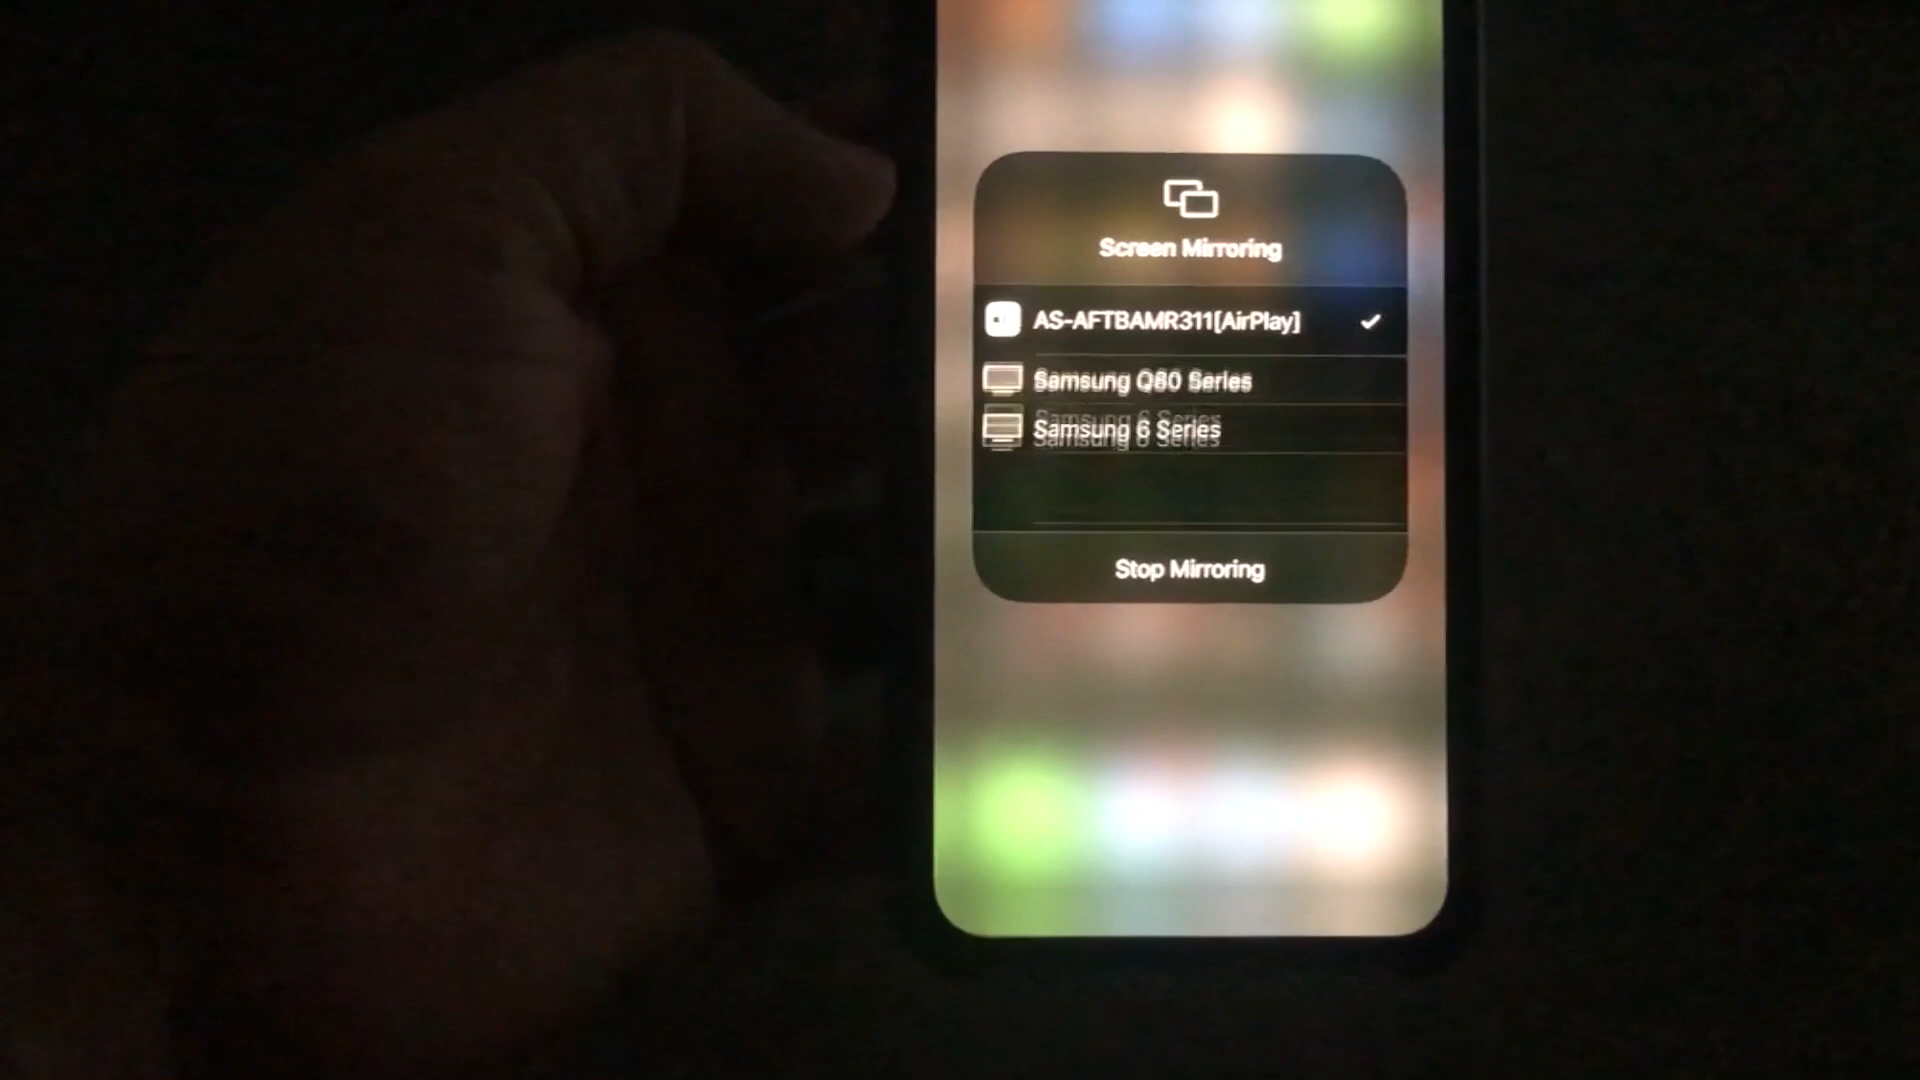 Screen Mirroring
AS-AFTBAMR311[AirPlay]
Samsung Q80 Series
Samsung 6 Series
Stop Mirroring